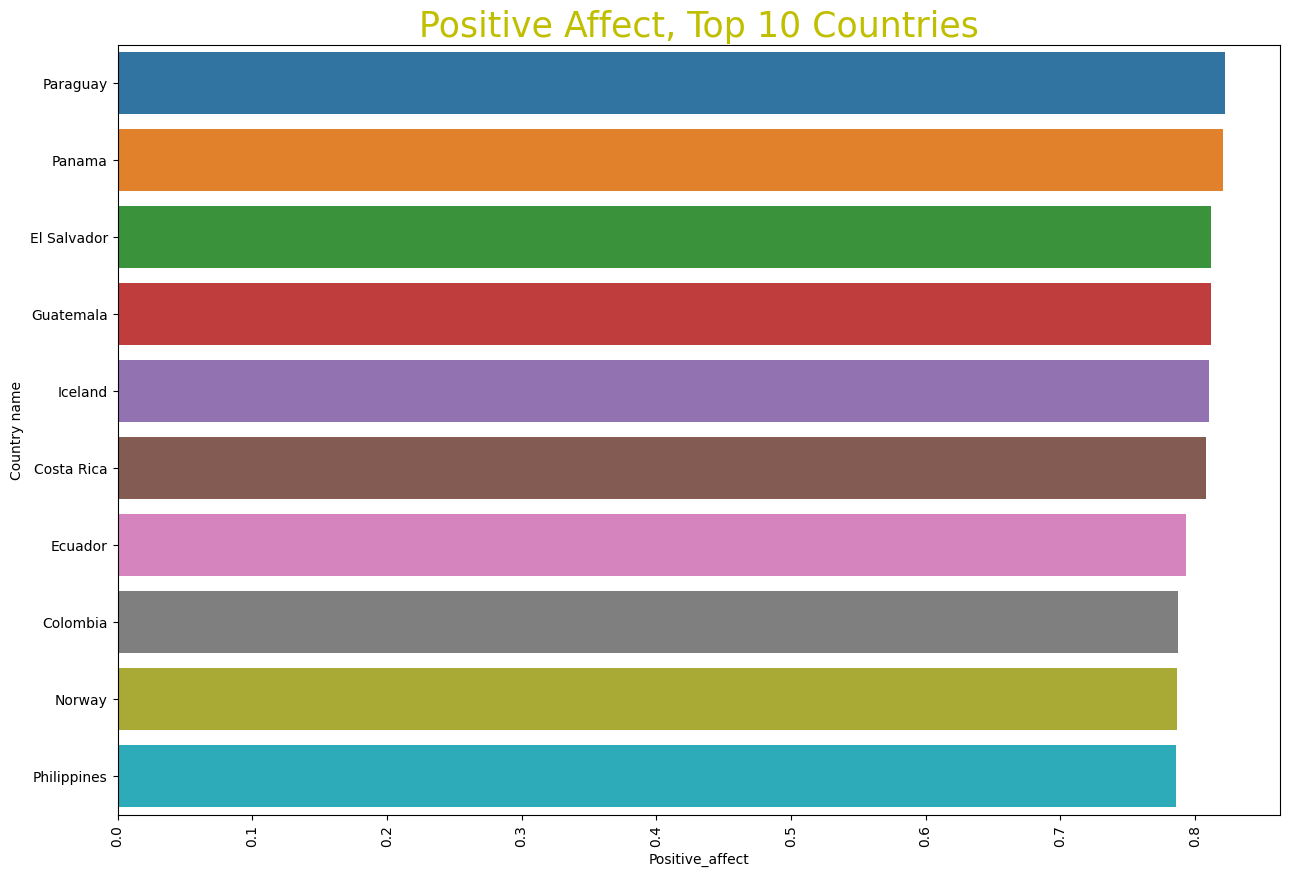 Positive Affect, Top 10 Countries
Paraguay
Panama
El Salvador
Guatemala
Iceland
Costa Rica
Ecuador
Colombia
Norway
Philippines
Country name
0.0
0.1
0.2
0.3
0.4
0.5
0.6
0.7
0.8
Positive_affect